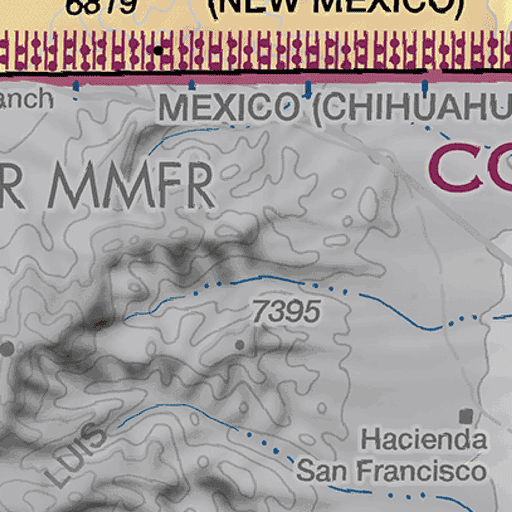 6879 (NEW MEXICO)
anch
MEXICO (CHIHUAHU
CO
R MMFR
7395
LUIS
Hacienda
San Francisco